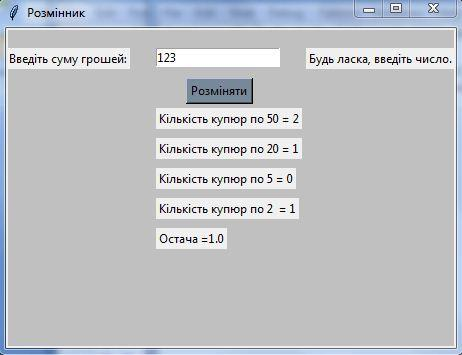 Розмінник
Введіть суму грошей: 123 Будь ласка, введіть число.
Розміняти
Кількість купюр по 50 = 2
Кількість купюр по 20 = 1
Кількість купюр по 5 = 0
Кількість купюр по 2  = 1
Остача =1.0